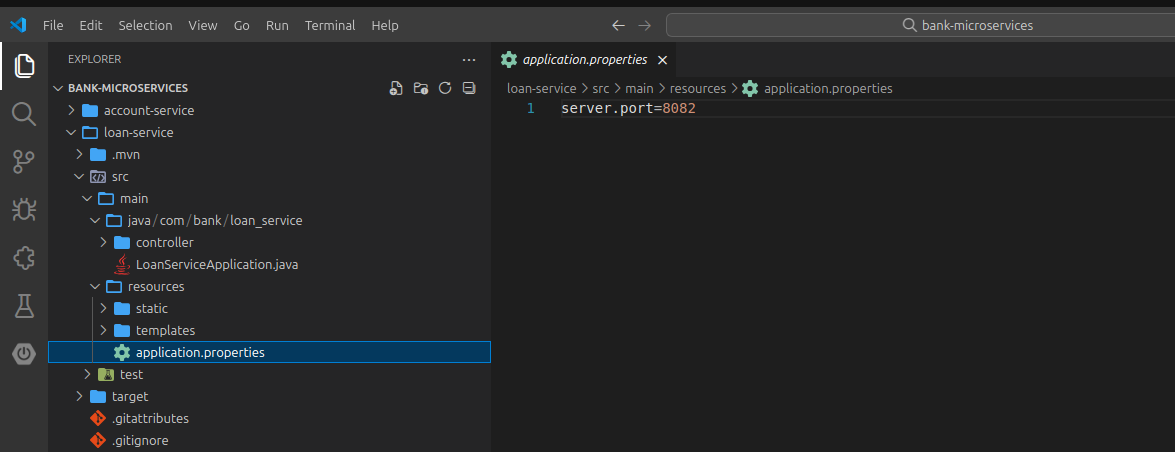 File Edit Selection View Go Run Terminal Help
bank-microservices
EXPLORER
BANK-MICROSERVICES
account-service
loan-service
.mvn
src
main
java/com/bank/loan_service
controller
LoanServiceApplication.java
resources
static
templates
application.properties
test
target
.gitattributes
.gitignore
application.properties
loan-service > src > main > resources > application.properties
1 server.port=8082